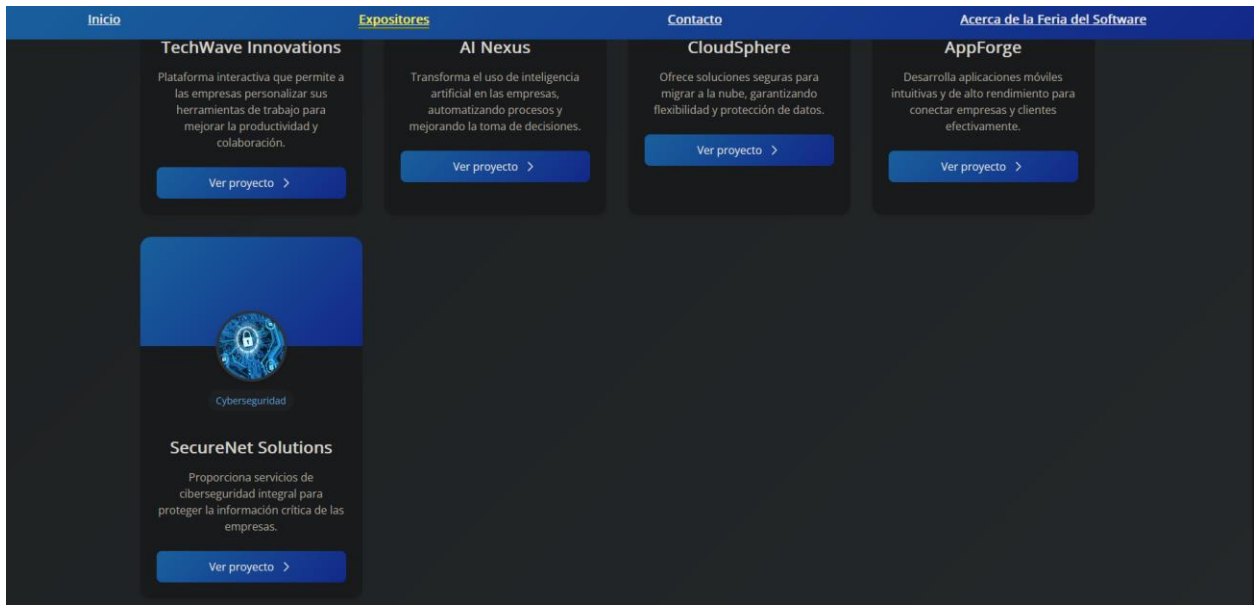 Inicio
Expositores
Contacto
Acerca de la Feria del Software
TechWave Innovations
Plataforma interactiva que permite a
las empresas personalizar sus
herramientas de trabajo para
mejorar la productividad y
colaboración.
Ver proyecto
AI Nexus
Transforma el uso de inteligencia
artificial en las empresas,
automatizando procesos y
mejorando la toma de decisiones.
Ver proyecto
CloudSphere
Ofrece soluciones seguras para
migrar a la nube, garantizando
flexibilidad y protección de datos.
Ver proyecto
AppForge
Desarrolla aplicaciones móviles
intuitivas y de alto rendimiento para
conectar empresas y clientes
efectivamente.
Ver proyecto
Cyberseguridad
SecureNet Solutions
Proporciona servicios de
ciberseguridad integral para
proteger la información crítica de las
empresas.
Ver proyecto